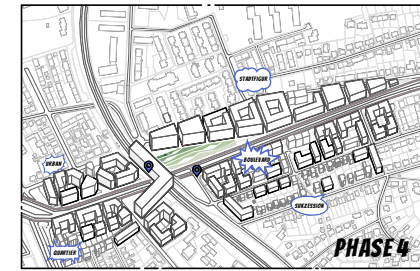 STADTFIGUR
URBAN
BOULEVARD
SUKZESSION
QUARTIER
PHASE 4